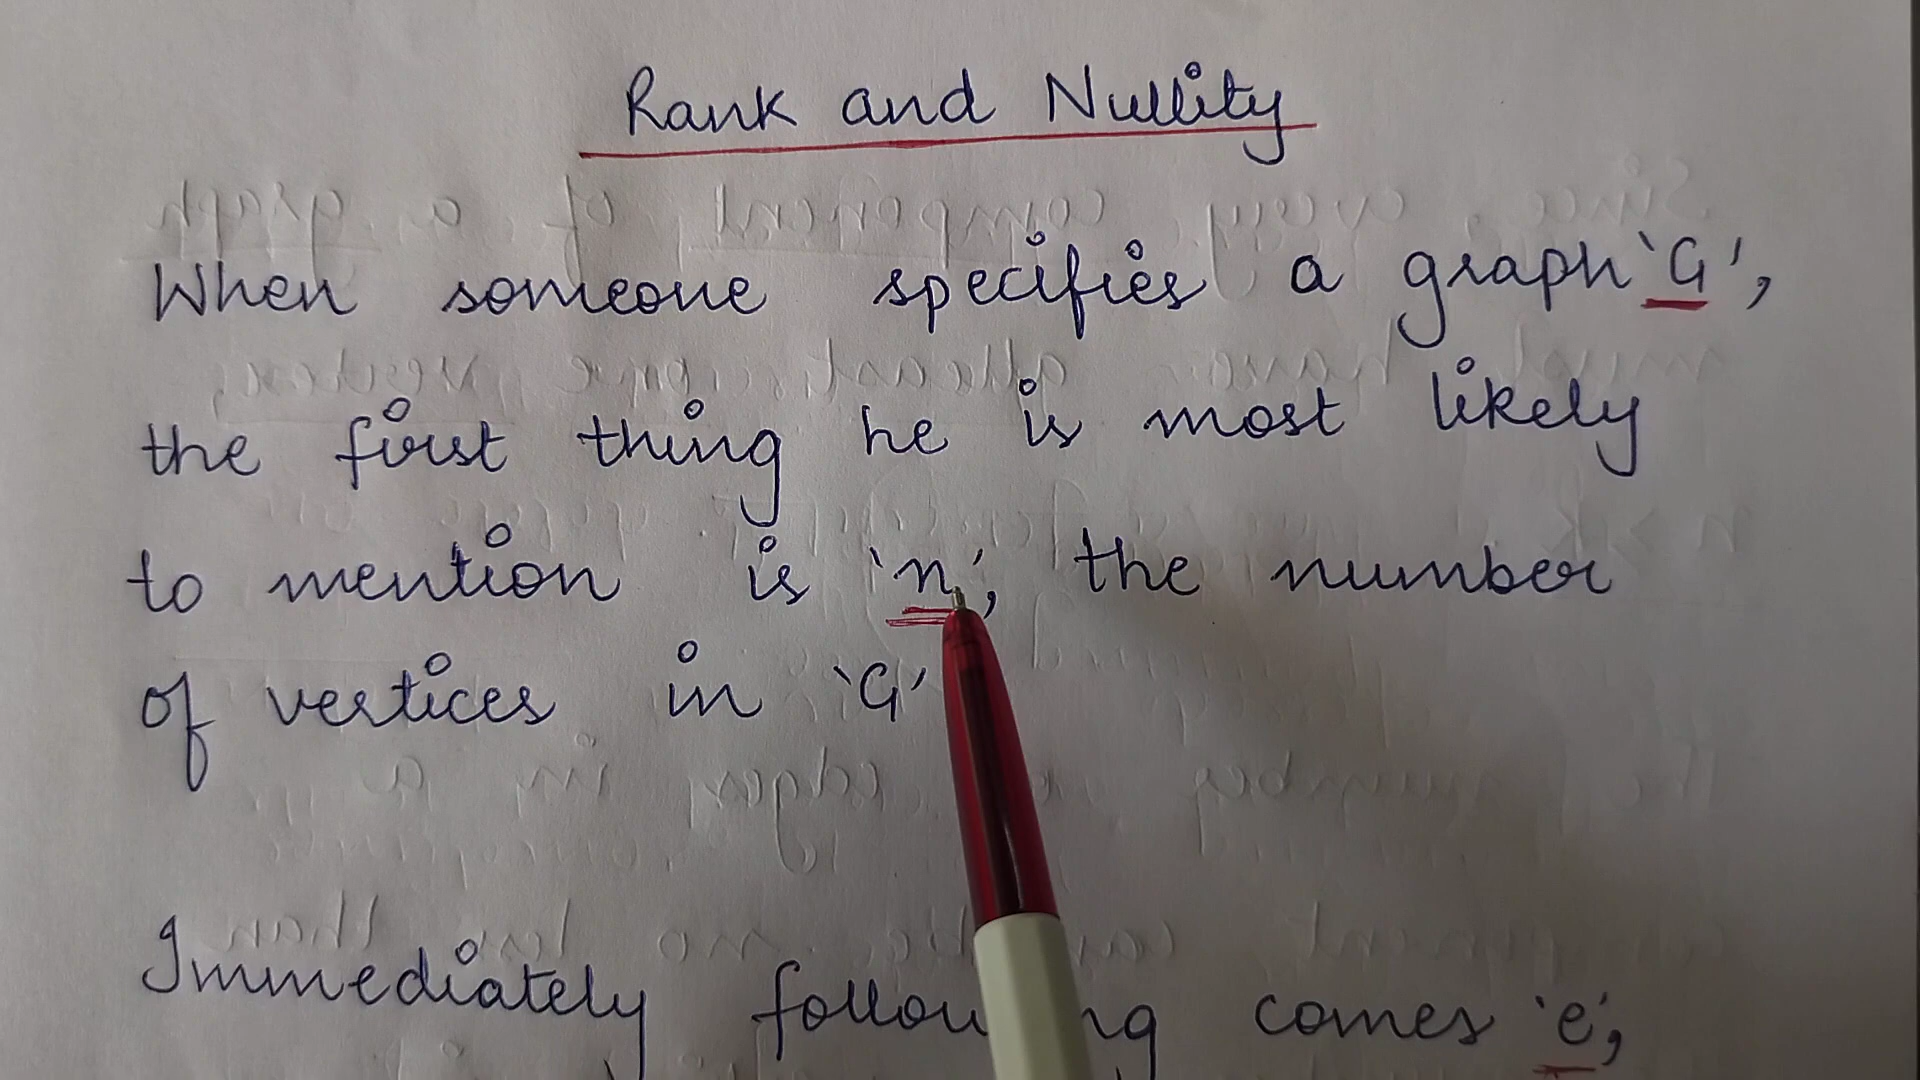 Rank and Nullity
When someone specifies a graph 'G',
the first thing he is most likely
to mention is 'n', the number
of vertices in 'G'
Immediately comes 'e',